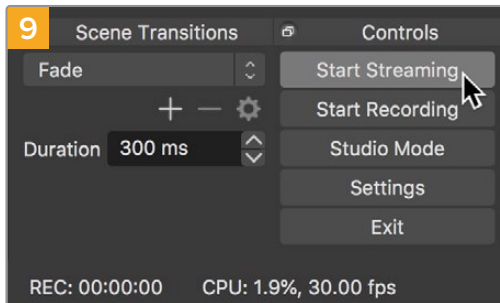 9
Scene Transitions
Controls
Fade
Start Streaming
Start Recording
Duration 300 ms
Studio Mode
Settings
Exit
REC: 00:00:00 CPU: 1.9%, 30.00 fps